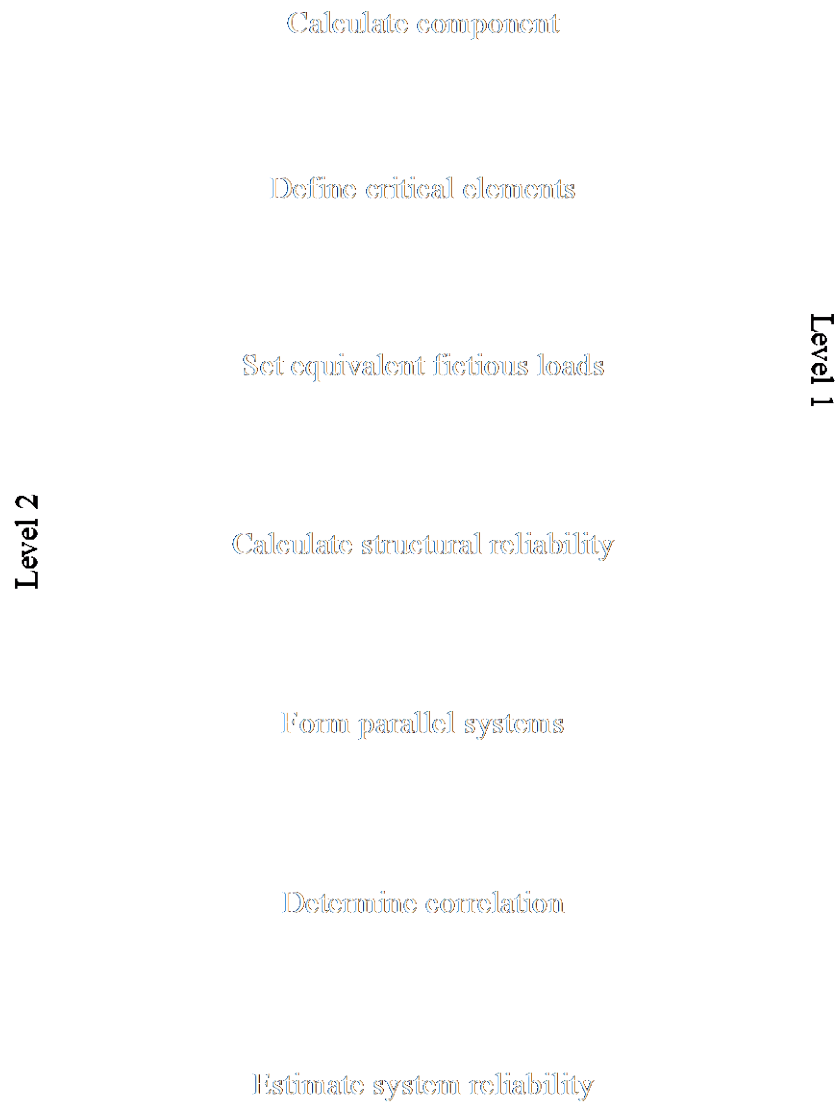 Calculate component
Define critical elements
Set equivalent fictious loads
Level 1
Level 2
Calculate structural reliability
Form parallel systems
Determine correlation
Estimate system reliability